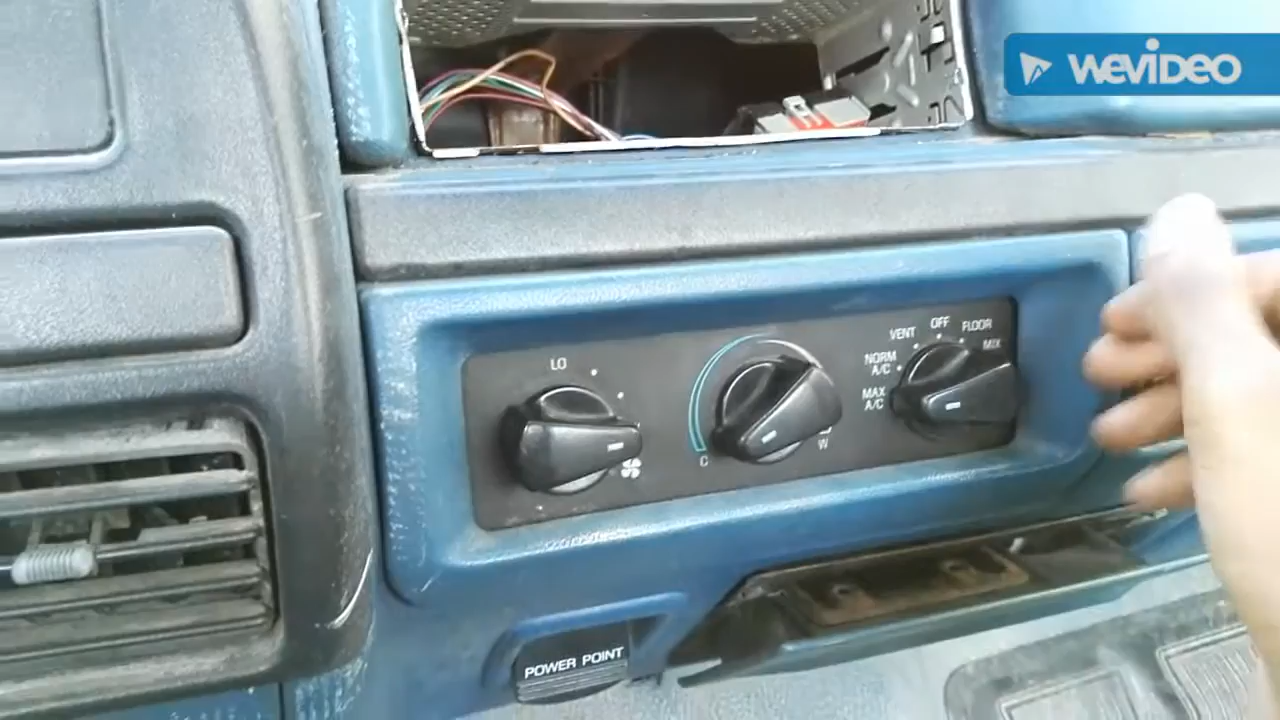 WEVIDEO
LO
C
W
MAX
A/C
NORM
A/C
VENT
OFF
FLOOR
MIX
POWER POINT